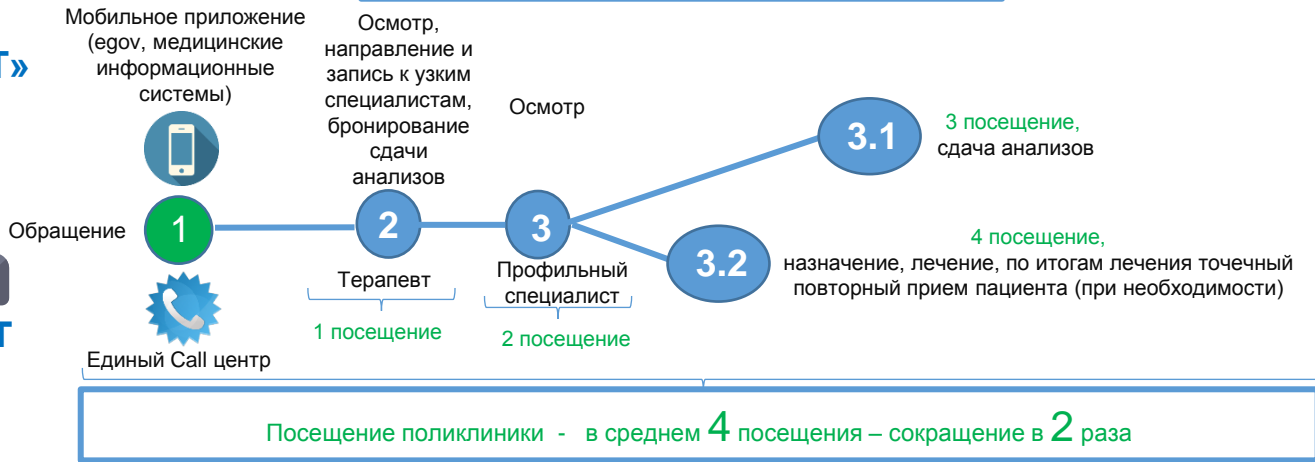 Мобильное приложение
(egov, медицинские
информационные
системы)
Т»
Осмотр,
направление и
запись к узким
специалистам,
бронирование
сдачи
анализов
Осмотр
3.1
3 посещение,
сдача анализов
Обращение
1
2
3
3.2
4 посещение,
назначение, лечение, по итогам лечения точечный
повторный прием пациента (при необходимости)
Терапевт
Профильный
специалист
1 посещение
2 посещение
Т
Единый Call центр
Посещение поликлиники - в среднем 4 посещения – сокращение в 2 раза